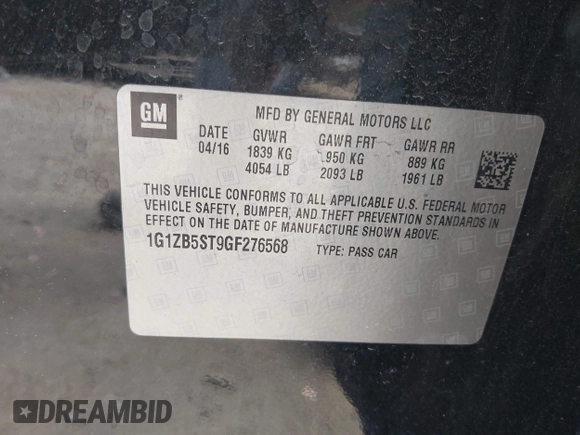 GM
MFD BY GENERAL MOTORS LLC
DATE GVWR GAWR FRT GAWR RR
04/16 1839 KG 950 KG 889 KG
4054 LB 2093 LB 1961 LB
THIS VEHICLE CONFORMS TO ALL APPLICABLE U.S. FEDERAL MOTOR
VEHICLE SAFETY, BUMPER, AND THEFT PREVENTION STANDARDS IN
EFFECT ON THE DATE OF MANUFACTURE SHOWN ABOVE.
1G1ZB5ST9GF276568 TYPE: PASS CAR
DREAMBID